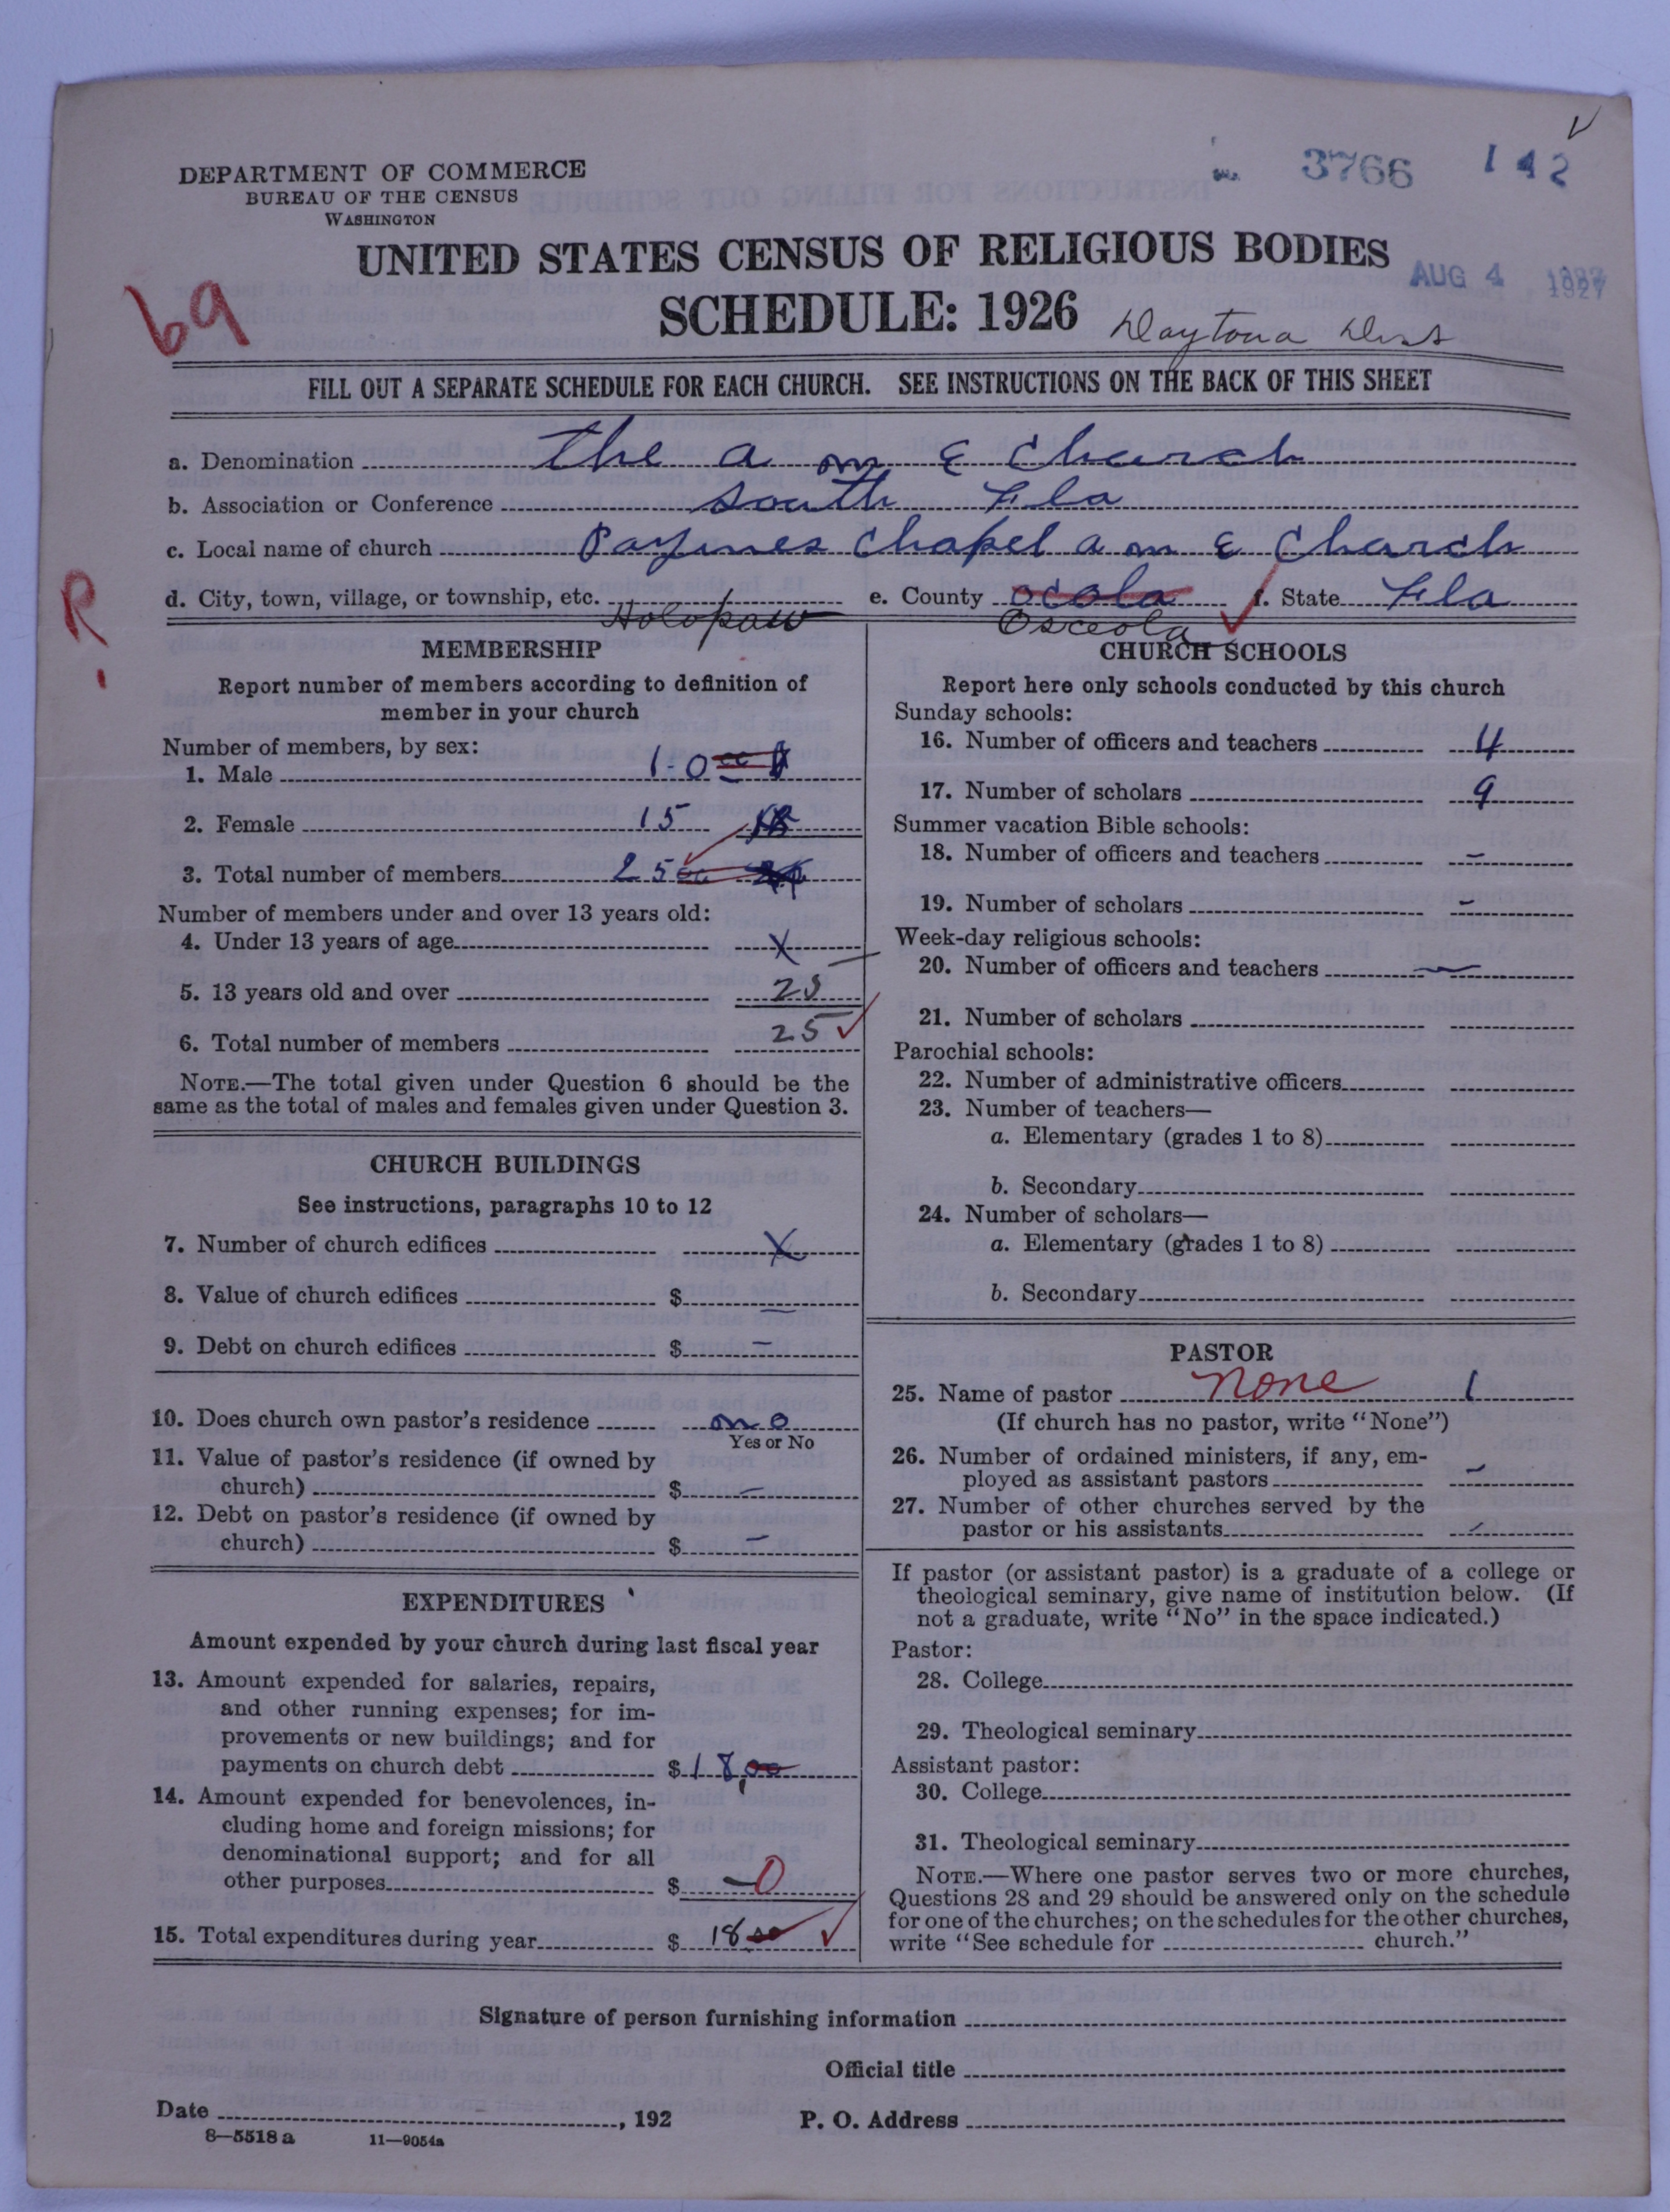 3766 142
DEPARTMENT OF COMMERCE
BUREAU OF THE CENSUS
WASHINGTON
UNITED STATES CENSUS OF RELIGIOUS BODIES
AUG 4 1927
69
SCHEDULE: 1926
Daytona Dist
FILL OUT A SEPARATE SCHEDULE FOR EACH CHURCH. SEE INSTRUCTIONS ON THE BACK OF THIS SHEET
a. Denomination the a m E Church
b. Association or Conference South Fla
c. Local name of church Paynes Chapel a m E Church
d. City, town, village, or township, etc. Holopaw e. County ocola Osceola f. State Fla
R.
MEMBERSHIP
Report number of members according to definition of
member in your church
Number of members, by sex:
1. Male 10
2. Female 15
3. Total number of members 25
Number of members under and over 13 years old:
4. Under 13 years of age X
5. 13 years old and over 25
6. Total number of members 25
NOTE.—The total given under Question 6 should be the
same as the total of males and females given under Question 3.
CHURCH BUILDINGS
See instructions, paragraphs 10 to 12
7. Number of church edifices X
8. Value of church edifices $ —
9. Debt on church edifices $ —
10. Does church own pastor's residence no
Yes or No
11. Value of pastor's residence (if owned by
church) $ —
12. Debt on pastor's residence (if owned by
church) $ —
EXPENDITURES
Amount expended by your church during last fiscal year
13. Amount expended for salaries, repairs,
and other running expenses; for im-
provements or new buildings; and for
payments on church debt $ 18,00
14. Amount expended for benevolences, in-
cluding home and foreign missions; for
denominational support; and for all
other purposes $ —0
15. Total expenditures during year $ 18 00
CHURCH SCHOOLS
Report here only schools conducted by this church
Sunday schools:
16. Number of officers and teachers 4
17. Number of scholars 9
Summer vacation Bible schools:
18. Number of officers and teachers —
19. Number of scholars —
Week-day religious schools:
20. Number of officers and teachers —
21. Number of scholars
Parochial schools:
22. Number of administrative officers
23. Number of teachers—
a. Elementary (grades 1 to 8)
b. Secondary
24. Number of scholars—
a. Elementary (grades 1 to 8)
b. Secondary
PASTOR
25. Name of pastor None 1
(If church has no pastor, write "None")
26. Number of ordained ministers, if any, em-
ployed as assistant pastors —
27. Number of other churches served by the
pastor or his assistants —
If pastor (or assistant pastor) is a graduate of a college or
theological seminary, give name of institution below. (If
not a graduate, write "No" in the space indicated.)
Pastor:
28. College
29. Theological seminary
Assistant pastor:
30. College
31. Theological seminary
NOTE.—Where one pastor serves two or more churches,
Questions 28 and 29 should be answered only on the schedule
for one of the churches; on the schedules for the other churches,
write "See schedule for church."
Signature of person furnishing information
Official title
Date , 192 P. O. Address
8—5518 a 11—9054a